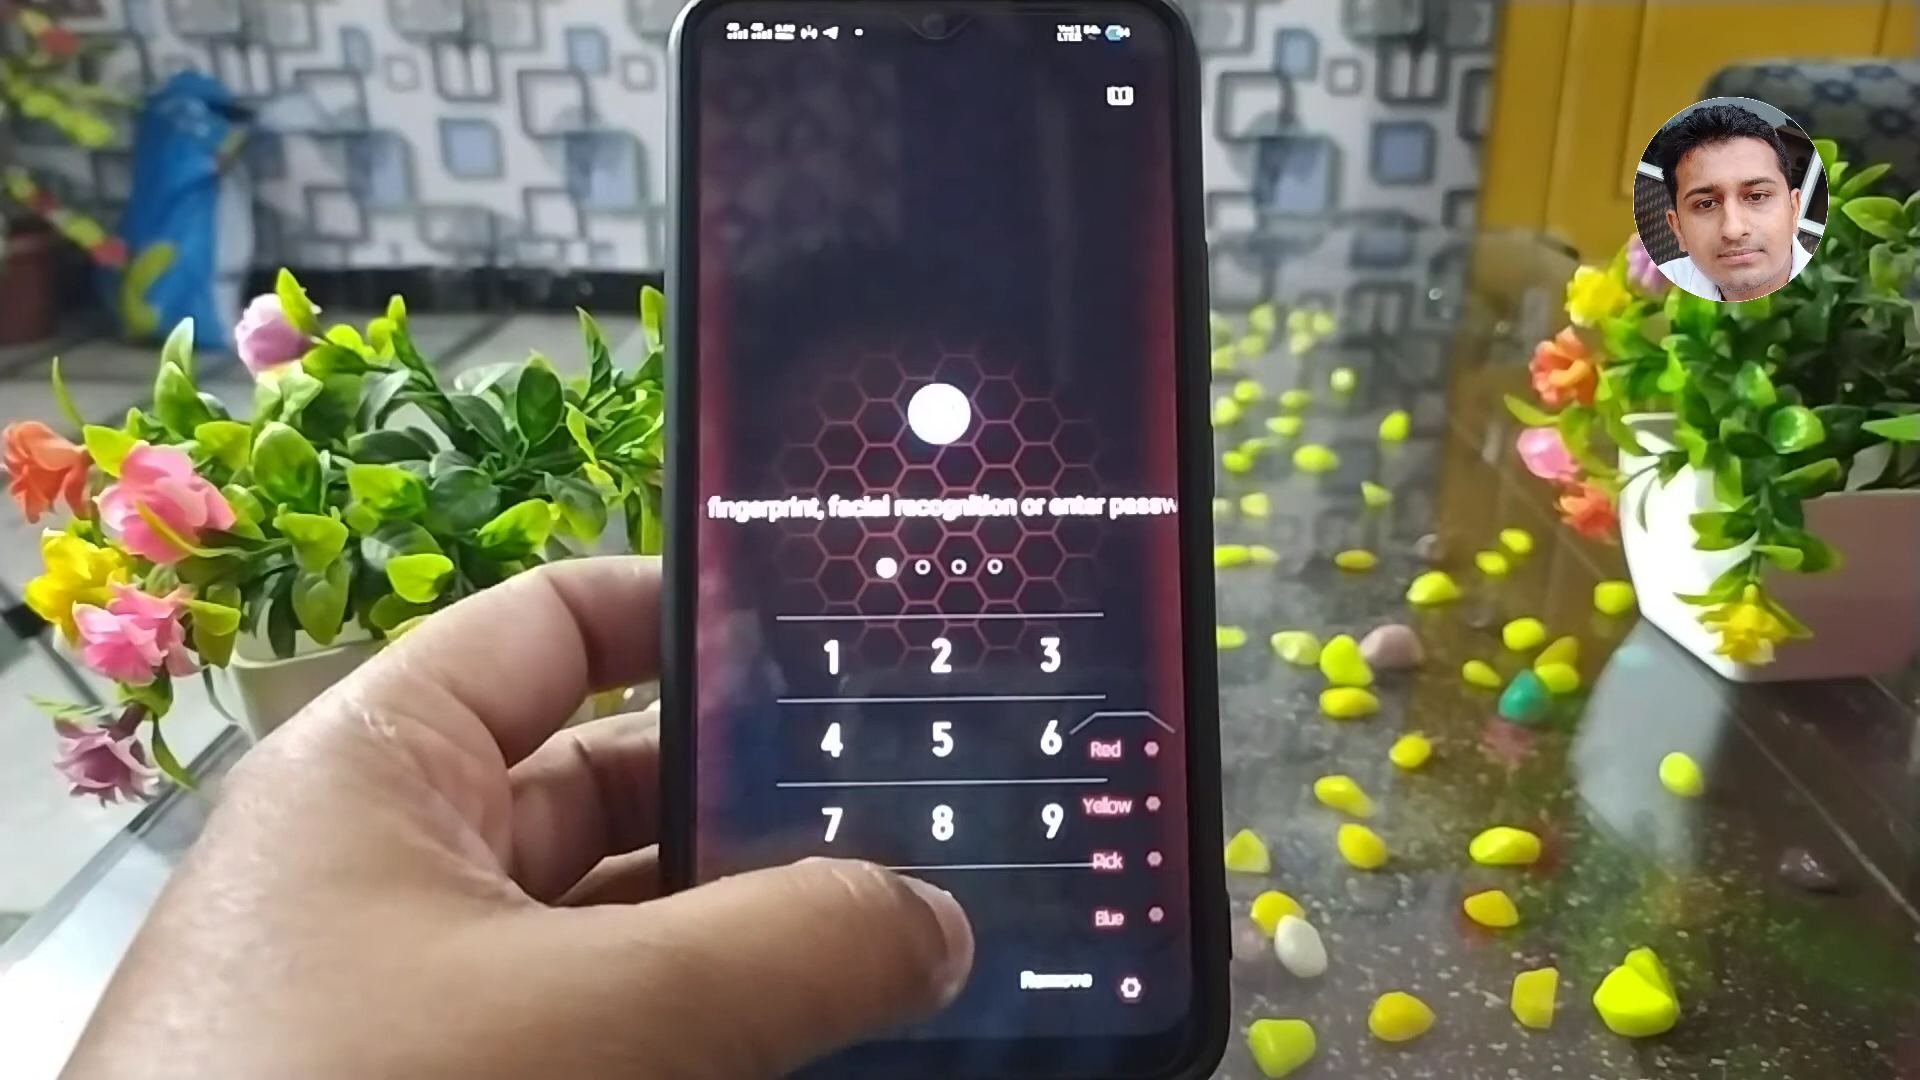 fingerprint, facial recognition or enter passw
1 2 3
4 5 6
Red
Yellow
7 8 9
Pick
Blue
Remove